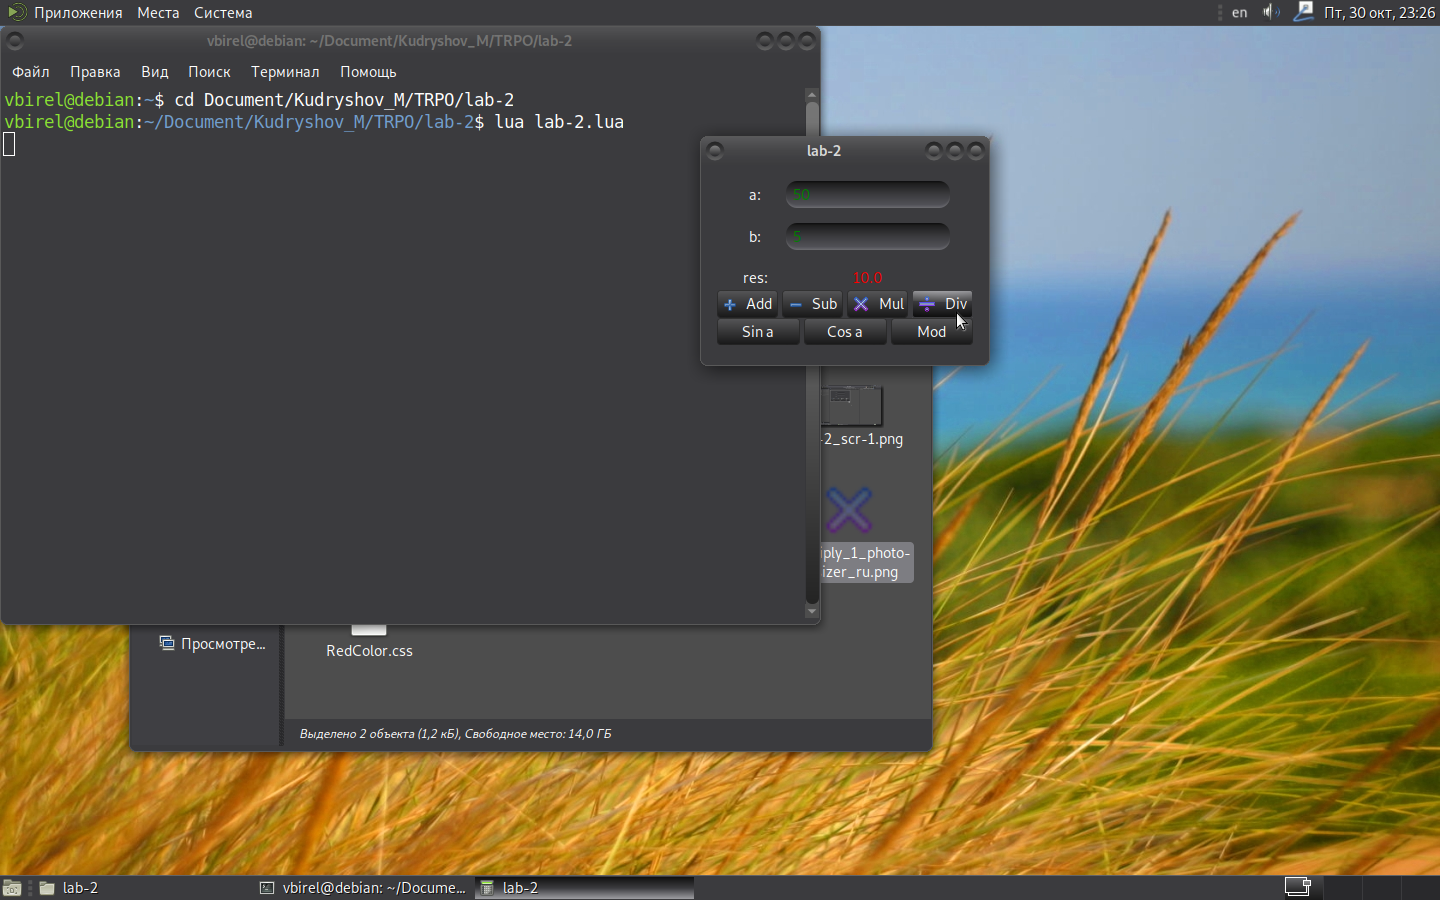 Приложения Места Система
en Пт, 30 окт, 23:26
vbirel@debian: ~/Document/Kudryshov_M/TRPO/lab-2
Файл Правка Вид Поиск Терминал Помощь
vbirel@debian:~$ cd Document/Kudryshov_M/TRPO/lab-2
vbirel@debian:~/Document/Kudryshov_M/TRPO/lab-2$ lua lab-2.lua
lab-2
a: 50
b: 5
res: 10.0
Add Sub Mul Div
Sin a Cos a Mod
-2_scr-1.png
iply_1_photo-
izer_ru.png
Просмотре...
RedColor.css
Выделено 2 объекта (1,2 кБ), Свободное место: 14,0 ГБ
lab-2 vbirel@debian: ~/Docume... lab-2